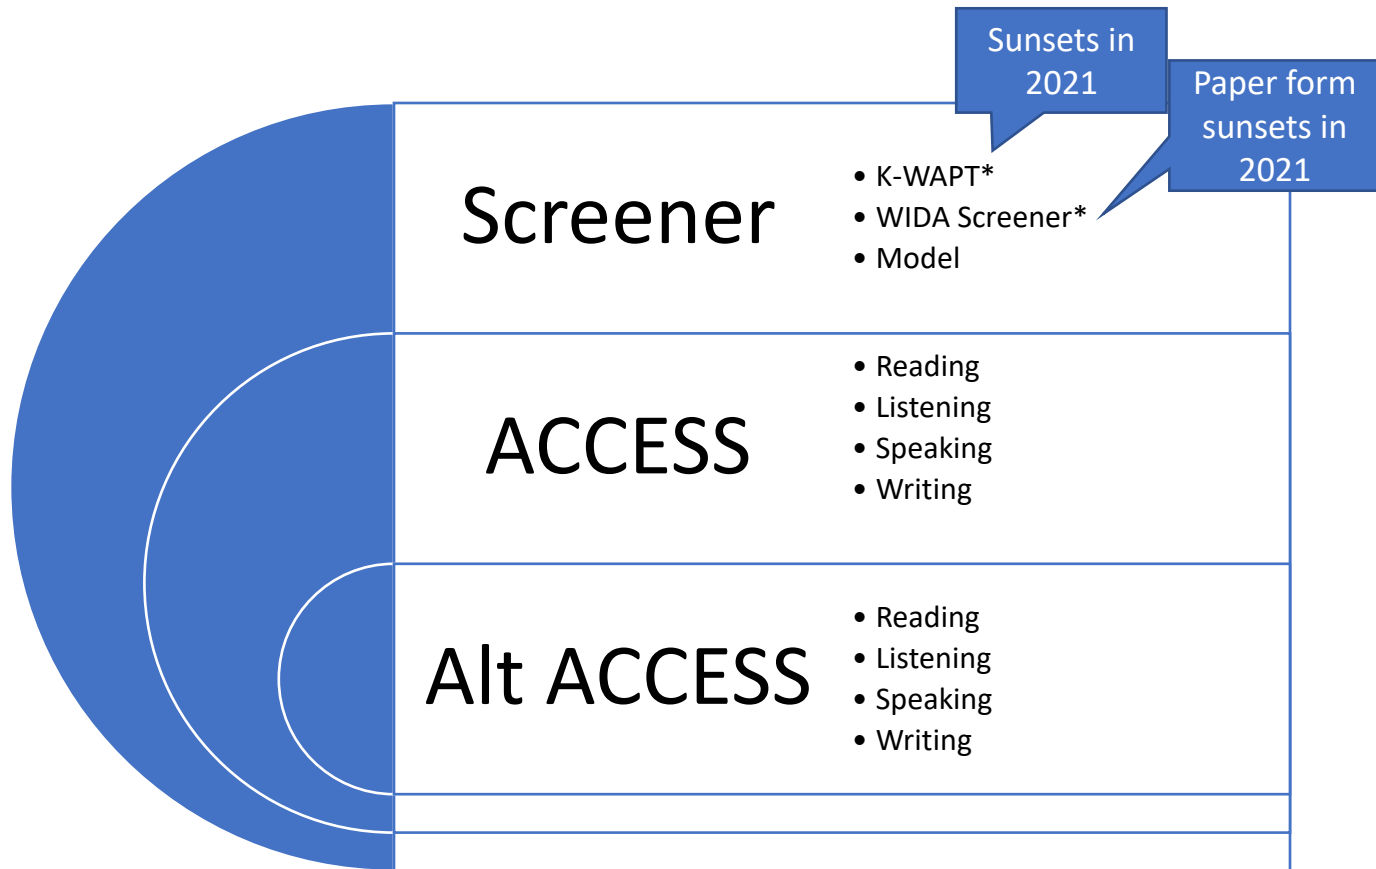 Sunsets in
2021
Paper form
sunsets in
2021
Screener
• K-WAPT*
• WIDA Screener*
• Model
ACCESS
• Reading
• Listening
• Speaking
• Writing
Alt ACCESS
• Reading
• Listening
• Speaking
• Writing